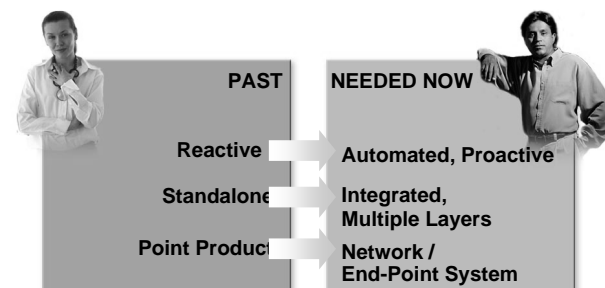 PAST
NEEDED NOW
Reactive
Automated, Proactive
Standalone
Integrated,
Multiple Layers
Point Product
Network /
End-Point System